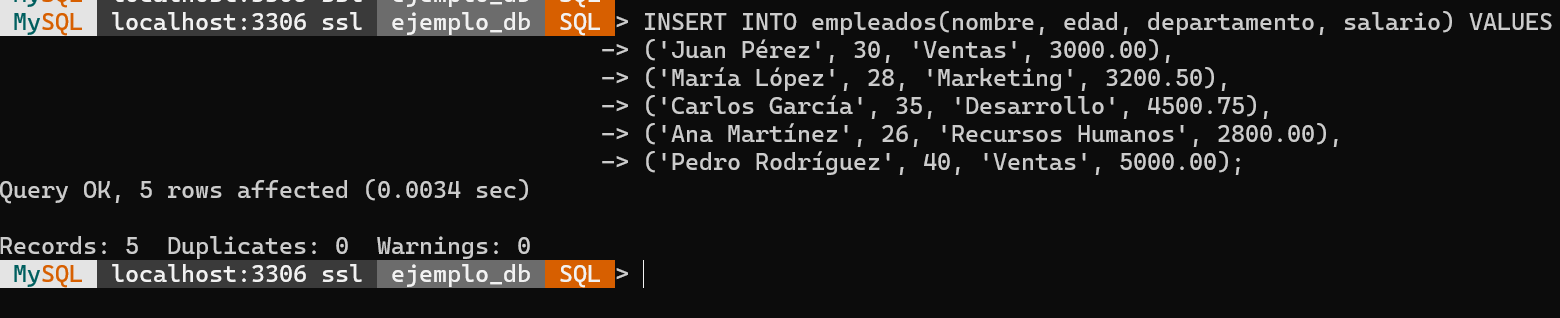 MySQL localhost:3306 ssl ejemplo_db SQL > INSERT INTO empleados(nombre, edad, departamento, salario) VALUES
-> ('Juan Pérez', 30, 'Ventas', 3000.00),
-> ('María López', 28, 'Marketing', 3200.50),
-> ('Carlos García', 35, 'Desarrollo', 4500.75),
-> ('Ana Martínez', 26, 'Recursos Humanos', 2800.00),
-> ('Pedro Rodríguez', 40, 'Ventas', 5000.00);
Query OK, 5 rows affected (0.0034 sec)
Records: 5  Duplicates: 0  Warnings: 0
MySQL localhost:3306 ssl ejemplo_db SQL >